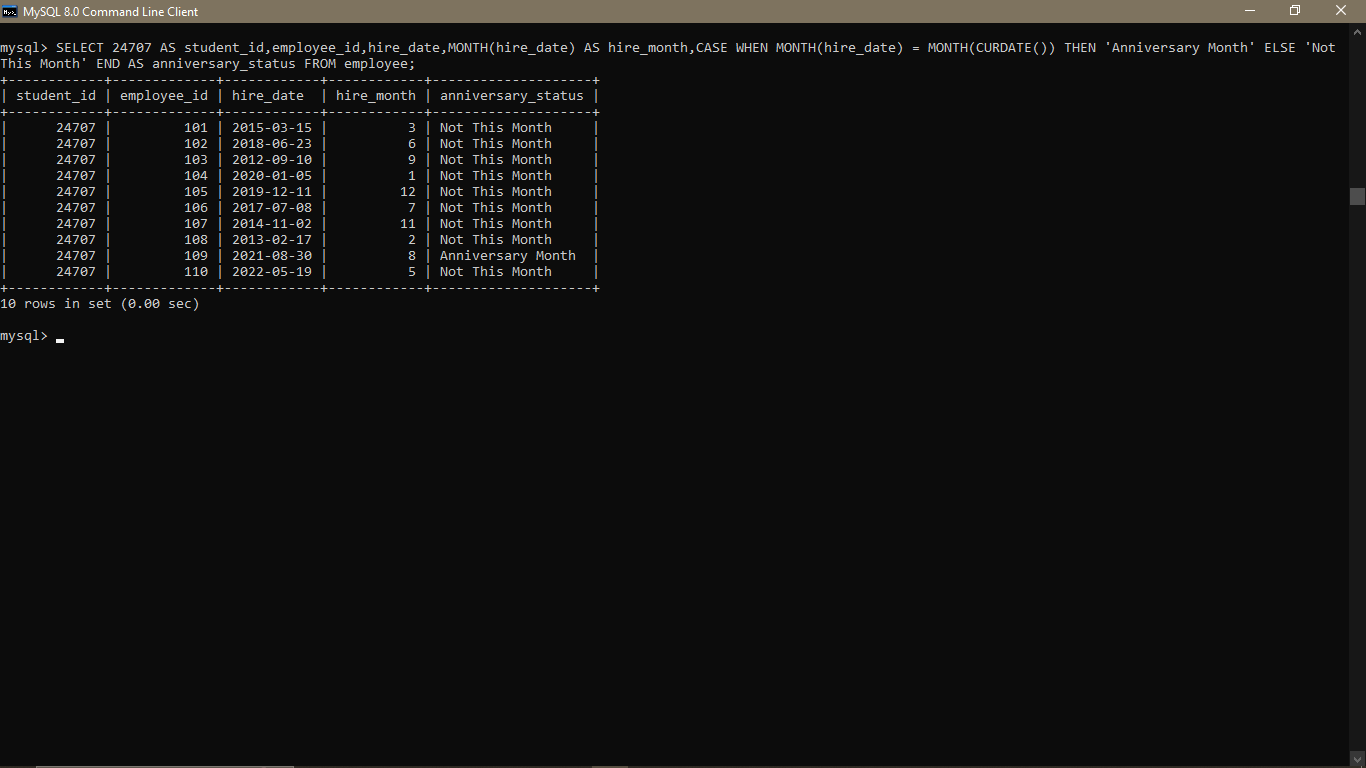 MySQL 8.0 Command Line Client
mysql> SELECT 24707 AS student_id,employee_id,hire_date,MONTH(hire_date) AS hire_month,CASE WHEN MONTH(hire_date) = MONTH(CURDATE()) THEN 'Anniversary Month' ELSE 'Not
This Month' END AS anniversary_status FROM employee;
+------------+-------------+------------+------------+--------------------+
| student_id | employee_id | hire_date  | hire_month | anniversary_status |
+------------+-------------+------------+------------+--------------------+
|      24707 |         101 | 2015-03-15 |          3 | Not This Month     |
|      24707 |         102 | 2018-06-23 |          6 | Not This Month     |
|      24707 |         103 | 2012-09-10 |          9 | Not This Month     |
|      24707 |         104 | 2020-01-05 |          1 | Not This Month     |
|      24707 |         105 | 2019-12-11 |         12 | Not This Month     |
|      24707 |         106 | 2017-07-08 |          7 | Not This Month     |
|      24707 |         107 | 2014-11-02 |         11 | Not This Month     |
|      24707 |         108 | 2013-02-17 |          2 | Not This Month     |
|      24707 |         109 | 2021-08-30 |          8 | Anniversary Month  |
|      24707 |         110 | 2022-05-19 |          5 | Not This Month     |
+------------+-------------+------------+------------+--------------------+
10 rows in set (0.00 sec)
mysql>